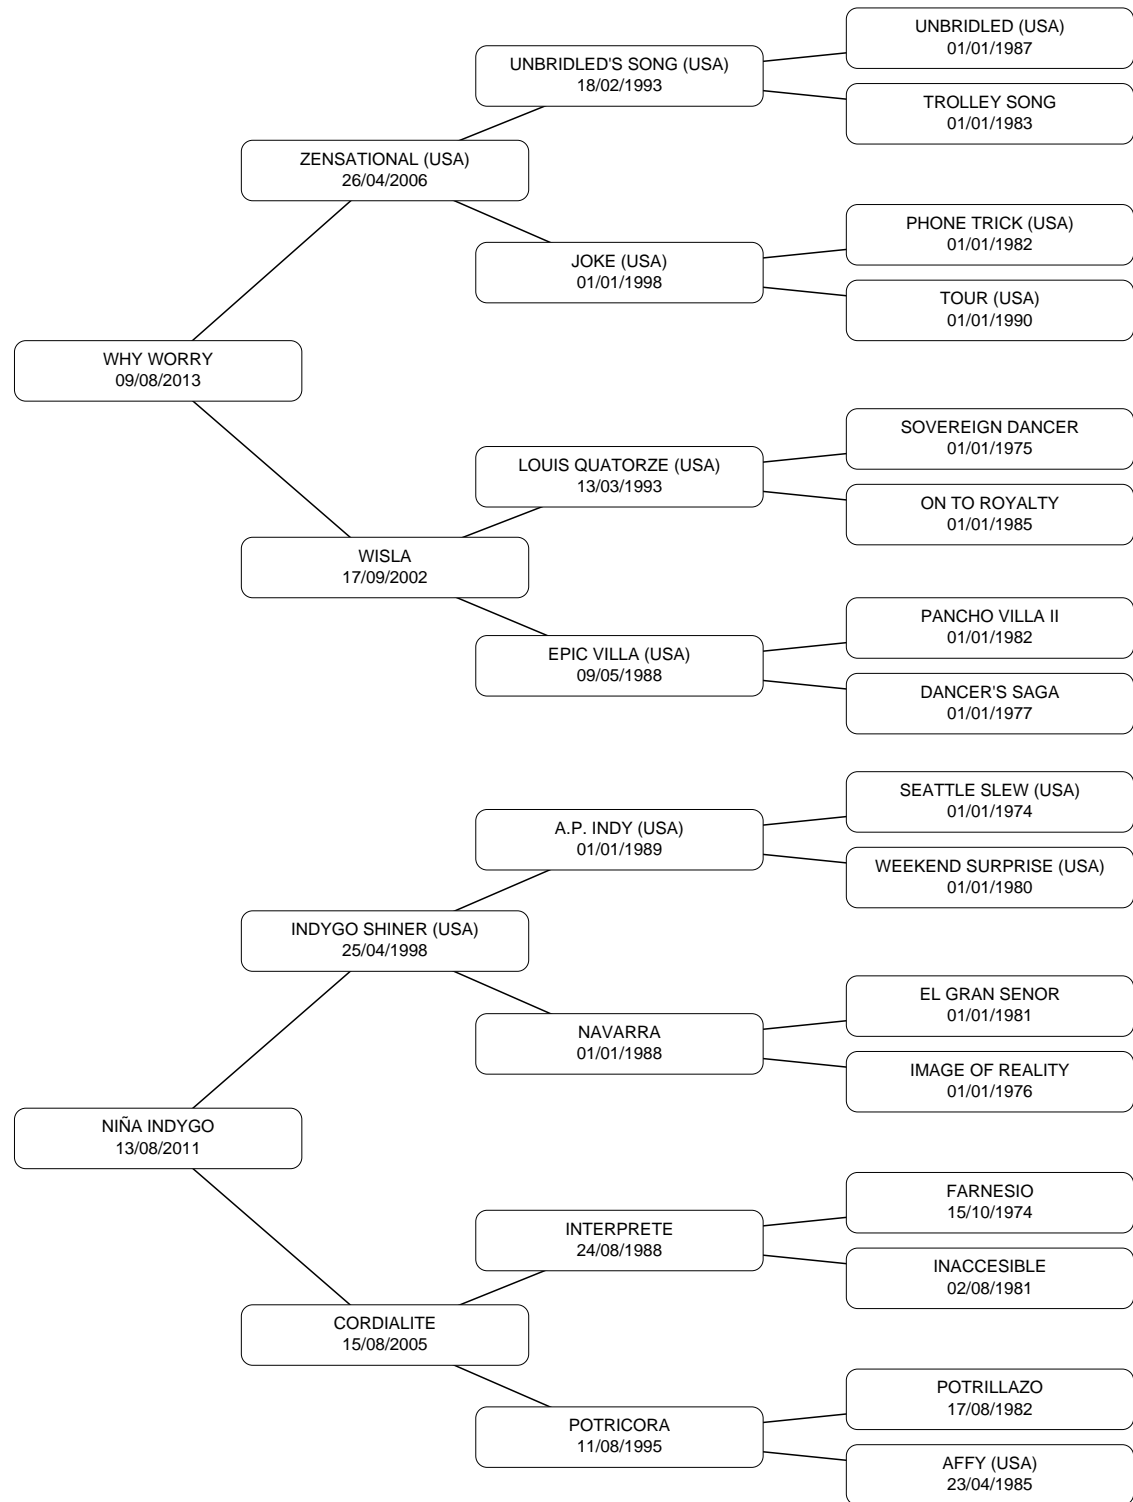 UNBRIDLED (USA)
01/01/1987
UNBRIDLED'S SONG (USA)
18/02/1993
TROLLEY SONG
01/01/1983
ZENSATIONAL (USA)
26/04/2006
PHONE TRICK (USA)
01/01/1982
JOKE (USA)
01/01/1998
TOUR (USA)
01/01/1990
WHY WORRY
09/08/2013
SOVEREIGN DANCER
01/01/1975
LOUIS QUATORZE (USA)
13/03/1993
ON TO ROYALTY
01/01/1985
WISLA
17/09/2002
PANCHO VILLA II
01/01/1982
EPIC VILLA (USA)
09/05/1988
DANCER'S SAGA
01/01/1977
SEATTLE SLEW (USA)
01/01/1974
A.P. INDY (USA)
01/01/1989
WEEKEND SURPRISE (USA)
01/01/1980
INDYGO SHINER (USA)
25/04/1998
EL GRAN SENOR
01/01/1981
NAVARRA
01/01/1988
IMAGE OF REALITY
01/01/1976
NIÑA INDYGO
13/08/2011
FARNESIO
15/10/1974
INTERPRETE
24/08/1988
INACCESIBLE
02/08/1981
CORDIALITE
15/08/2005
POTRILLAZO
17/08/1982
POTRICORA
11/08/1995
AFFY (USA)
23/04/1985